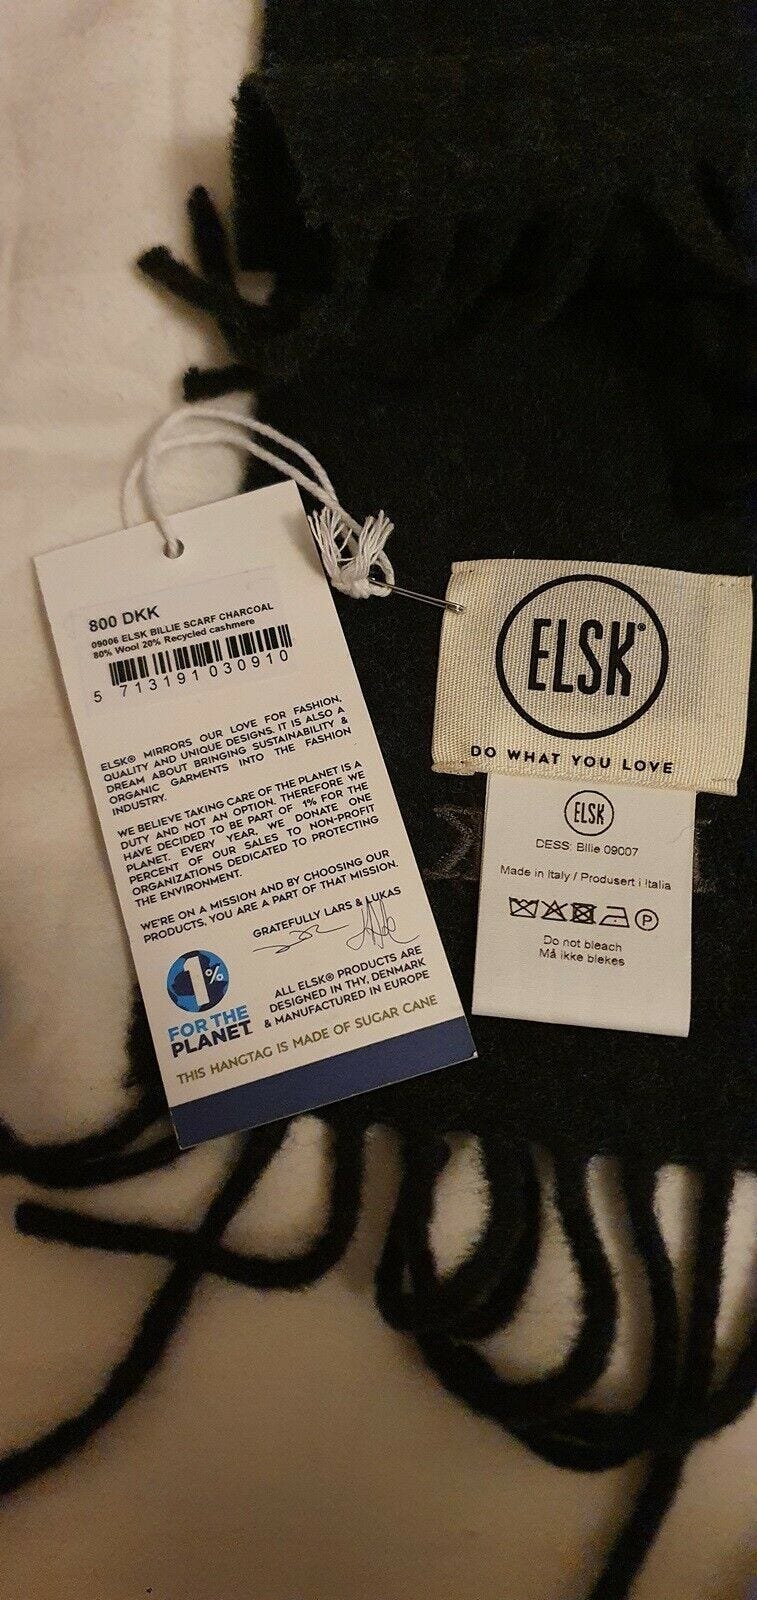 800 DKK
09006 ELSK BILLIE SCARF CHARCOAL
80% Wool 20% Recycled cashmere
5 713191 030910
ELSK® MIRRORS OUR LOVE FOR FASHION,
QUALITY AND UNIQUE DESIGNS. IT IS ALSO A
DREAM ABOUT BRINGING SUSTAINABILITY &
ORGANIC GARMENTS INTO THE FASHION
INDUSTRY.
WE BELIEVE TAKING CARE OF THE PLANET IS A
DUTY AND NOT AN OPTION. THEREFORE WE
HAVE DECIDED TO BE PART OF 1% FOR THE
PLANET. EVERY YEAR, WE DONATE ONE
PERCENT OF OUR SALES TO NON-PROFIT
ORGANIZATIONS DEDICATED TO PROTECTING
THE ENVIRONMENT.
WE'RE ON A MISSION AND BY CHOOSING OUR
PRODUCTS, YOU ARE A PART OF THAT MISSION.
GRATEFULLY LARS & LUKAS
1%
FOR THE
PLANET
ALL ELSK® PRODUCTS ARE
DESIGNED IN THY, DENMARK
& MANUFACTURED IN EUROPE
THIS HANGTAG IS MADE OF SUGAR CANE
ELSK®
DO WHAT YOU LOVE
ELSK
DESS: Billie 09007
Made in Italy / Produsert i Italia
P
Do not bleach
Må ikke blekes